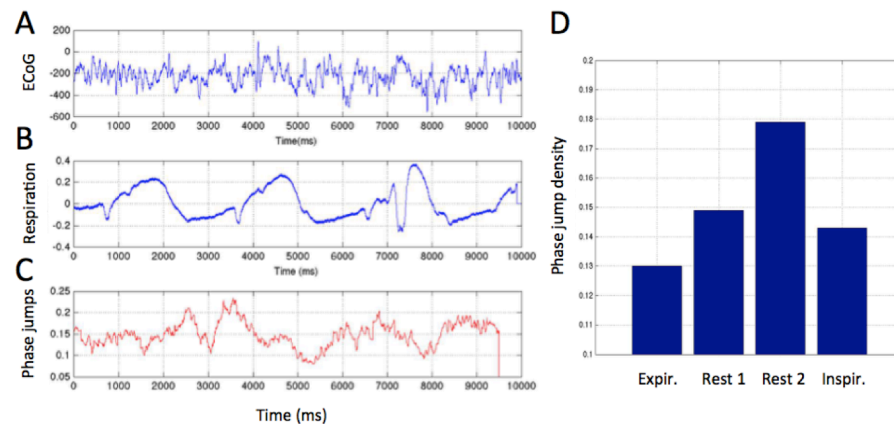 A
ECoG
200
0
-200
-400
-600
0 1000 2000 3000 4000 5000 6000 7000 8000 9000 10000
Time(ms)
B
Respiration
0.4
0.2
0
-0.2
-0.4
0 1000 2000 3000 4000 5000 6000 7000 8000 9000 10000
Time (ms)
C
Phase jumps
0.25
0.2
0.15
0.1
0.05
0 1000 2000 3000 4000 5000 6000 7000 8000 9000 10000
Time (ms)
D
Phase jump density
0.2
0.19
0.18
0.17
0.16
0.15
0.14
0.13
0.12
0.11
0.1
Expir. Rest 1 Rest 2 Inspir.